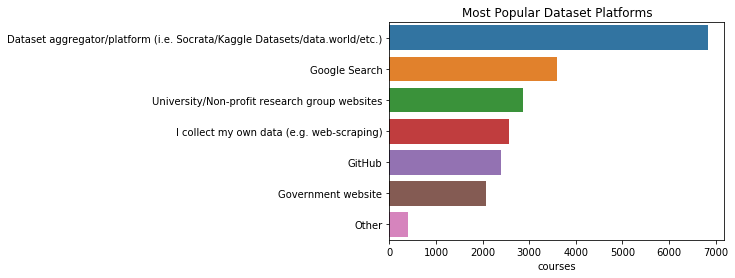 Most Popular Dataset Platforms
Dataset aggregator/platform (i.e. Socrata/Kaggle Datasets/data.world/etc.)
Google Search
University/Non-profit research group websites
I collect my own data (e.g. web-scraping)
GitHub
Government website
Other
0 1000 2000 3000 4000 5000 6000 7000
courses